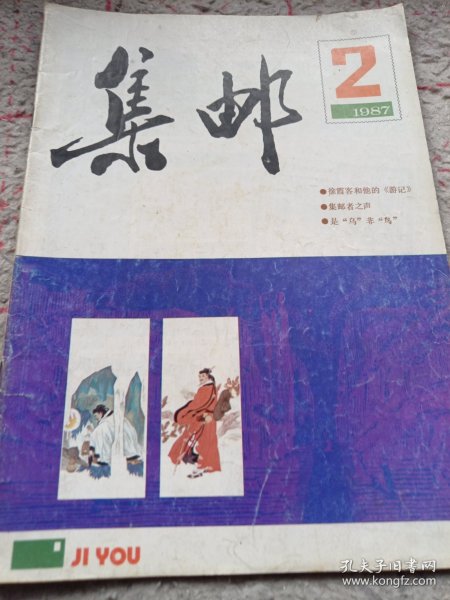 集邮
2
1987
●徐霞客和他的《游记》
●集邮者之声
●是“乌”非“鸟”
JI YOU
孔夫子旧书网
www.kongfz.com